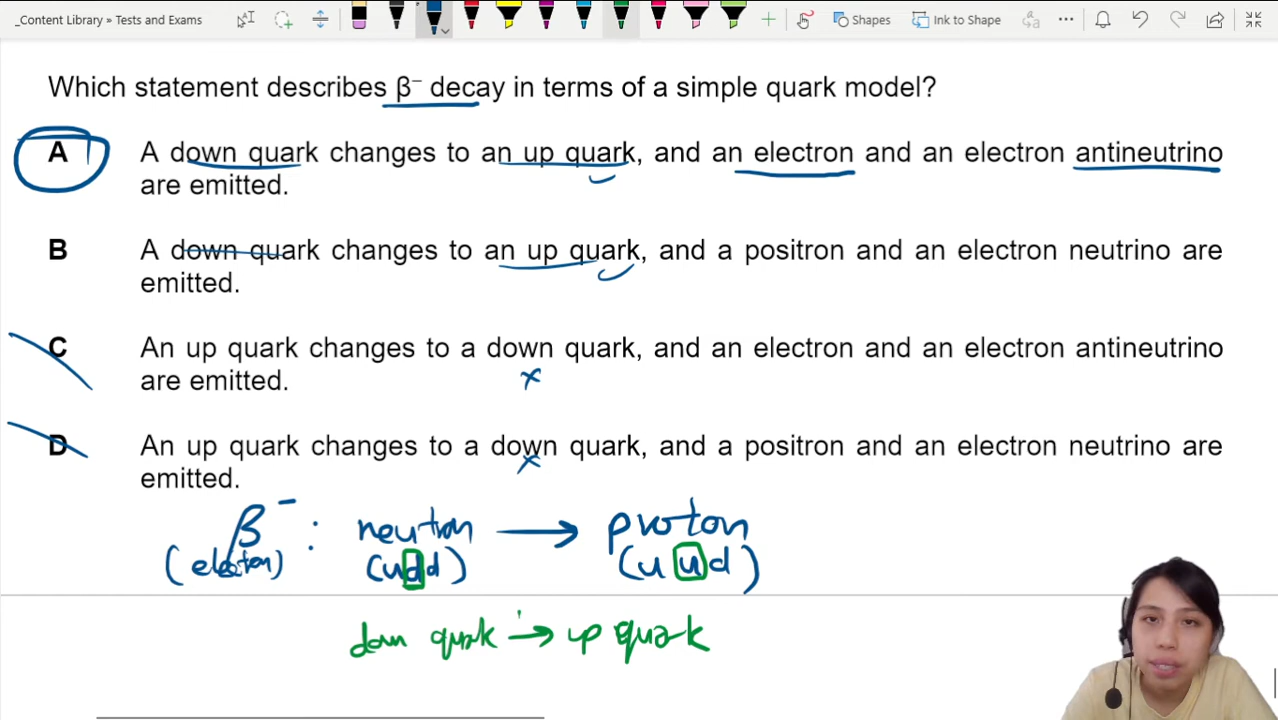 _Content Library » Tests and Exams
Shapes
Ink to Shape
Which statement describes β⁻ decay in terms of a simple quark model?
A A down quark changes to an up quark, and an electron and an electron antineutrino
are emitted.
B A down quark changes to an up quark, and a positron and an electron neutrino are
emitted.
C An up quark changes to a down quark, and an electron and an electron antineutrino
are emitted.
D An up quark changes to a down quark, and a positron and an electron neutrino are
emitted.
β⁻ : neutron → proton
(electron) (udd) (uud)
down quark → up quark